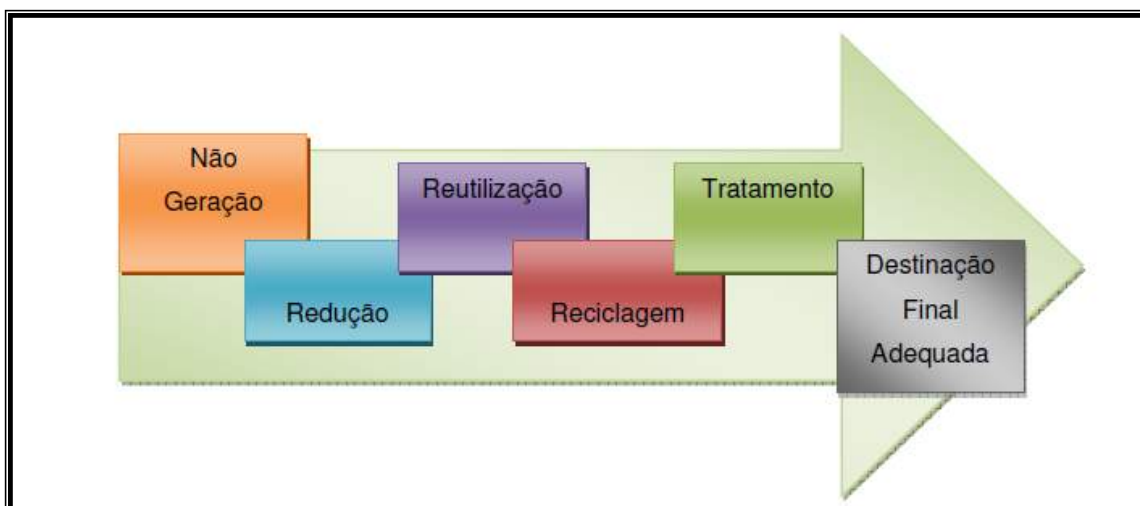 Não
Geração
Redução
Reutilização
Reciclagem
Tratamento
Destinação
Final
Adequada